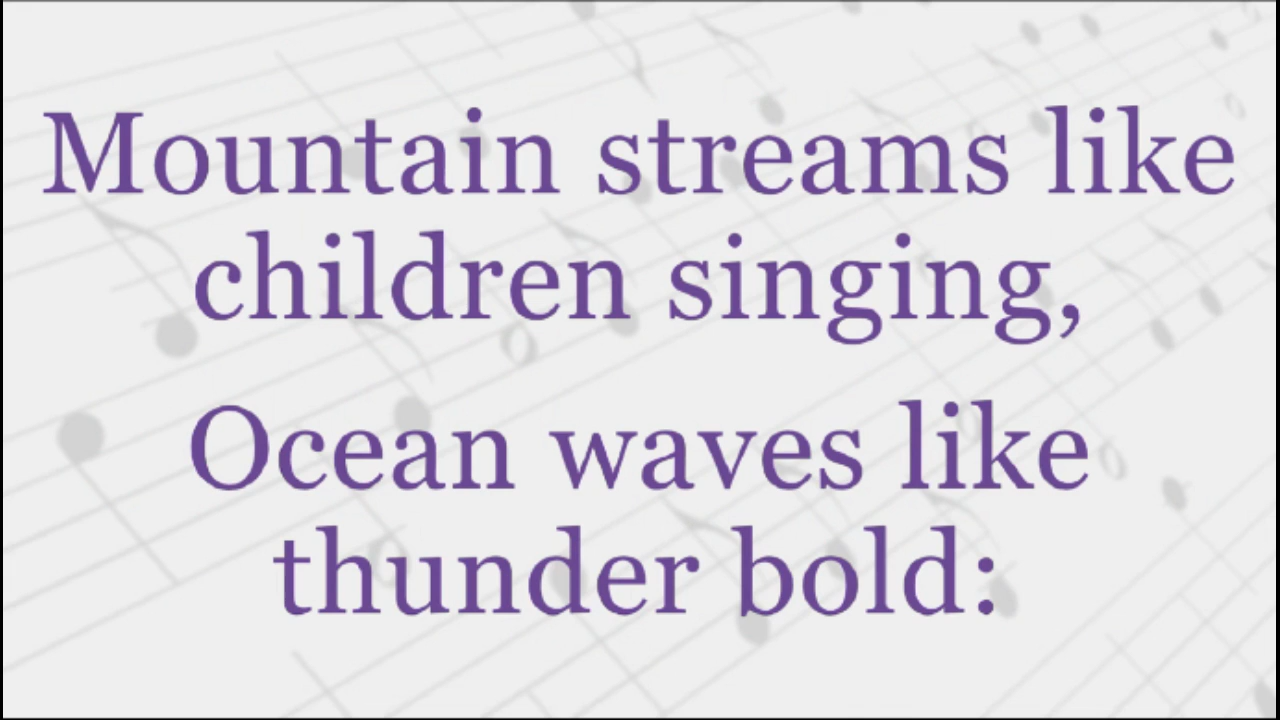 Mountain streams like
children singing,
Ocean waves like
thunder bold: